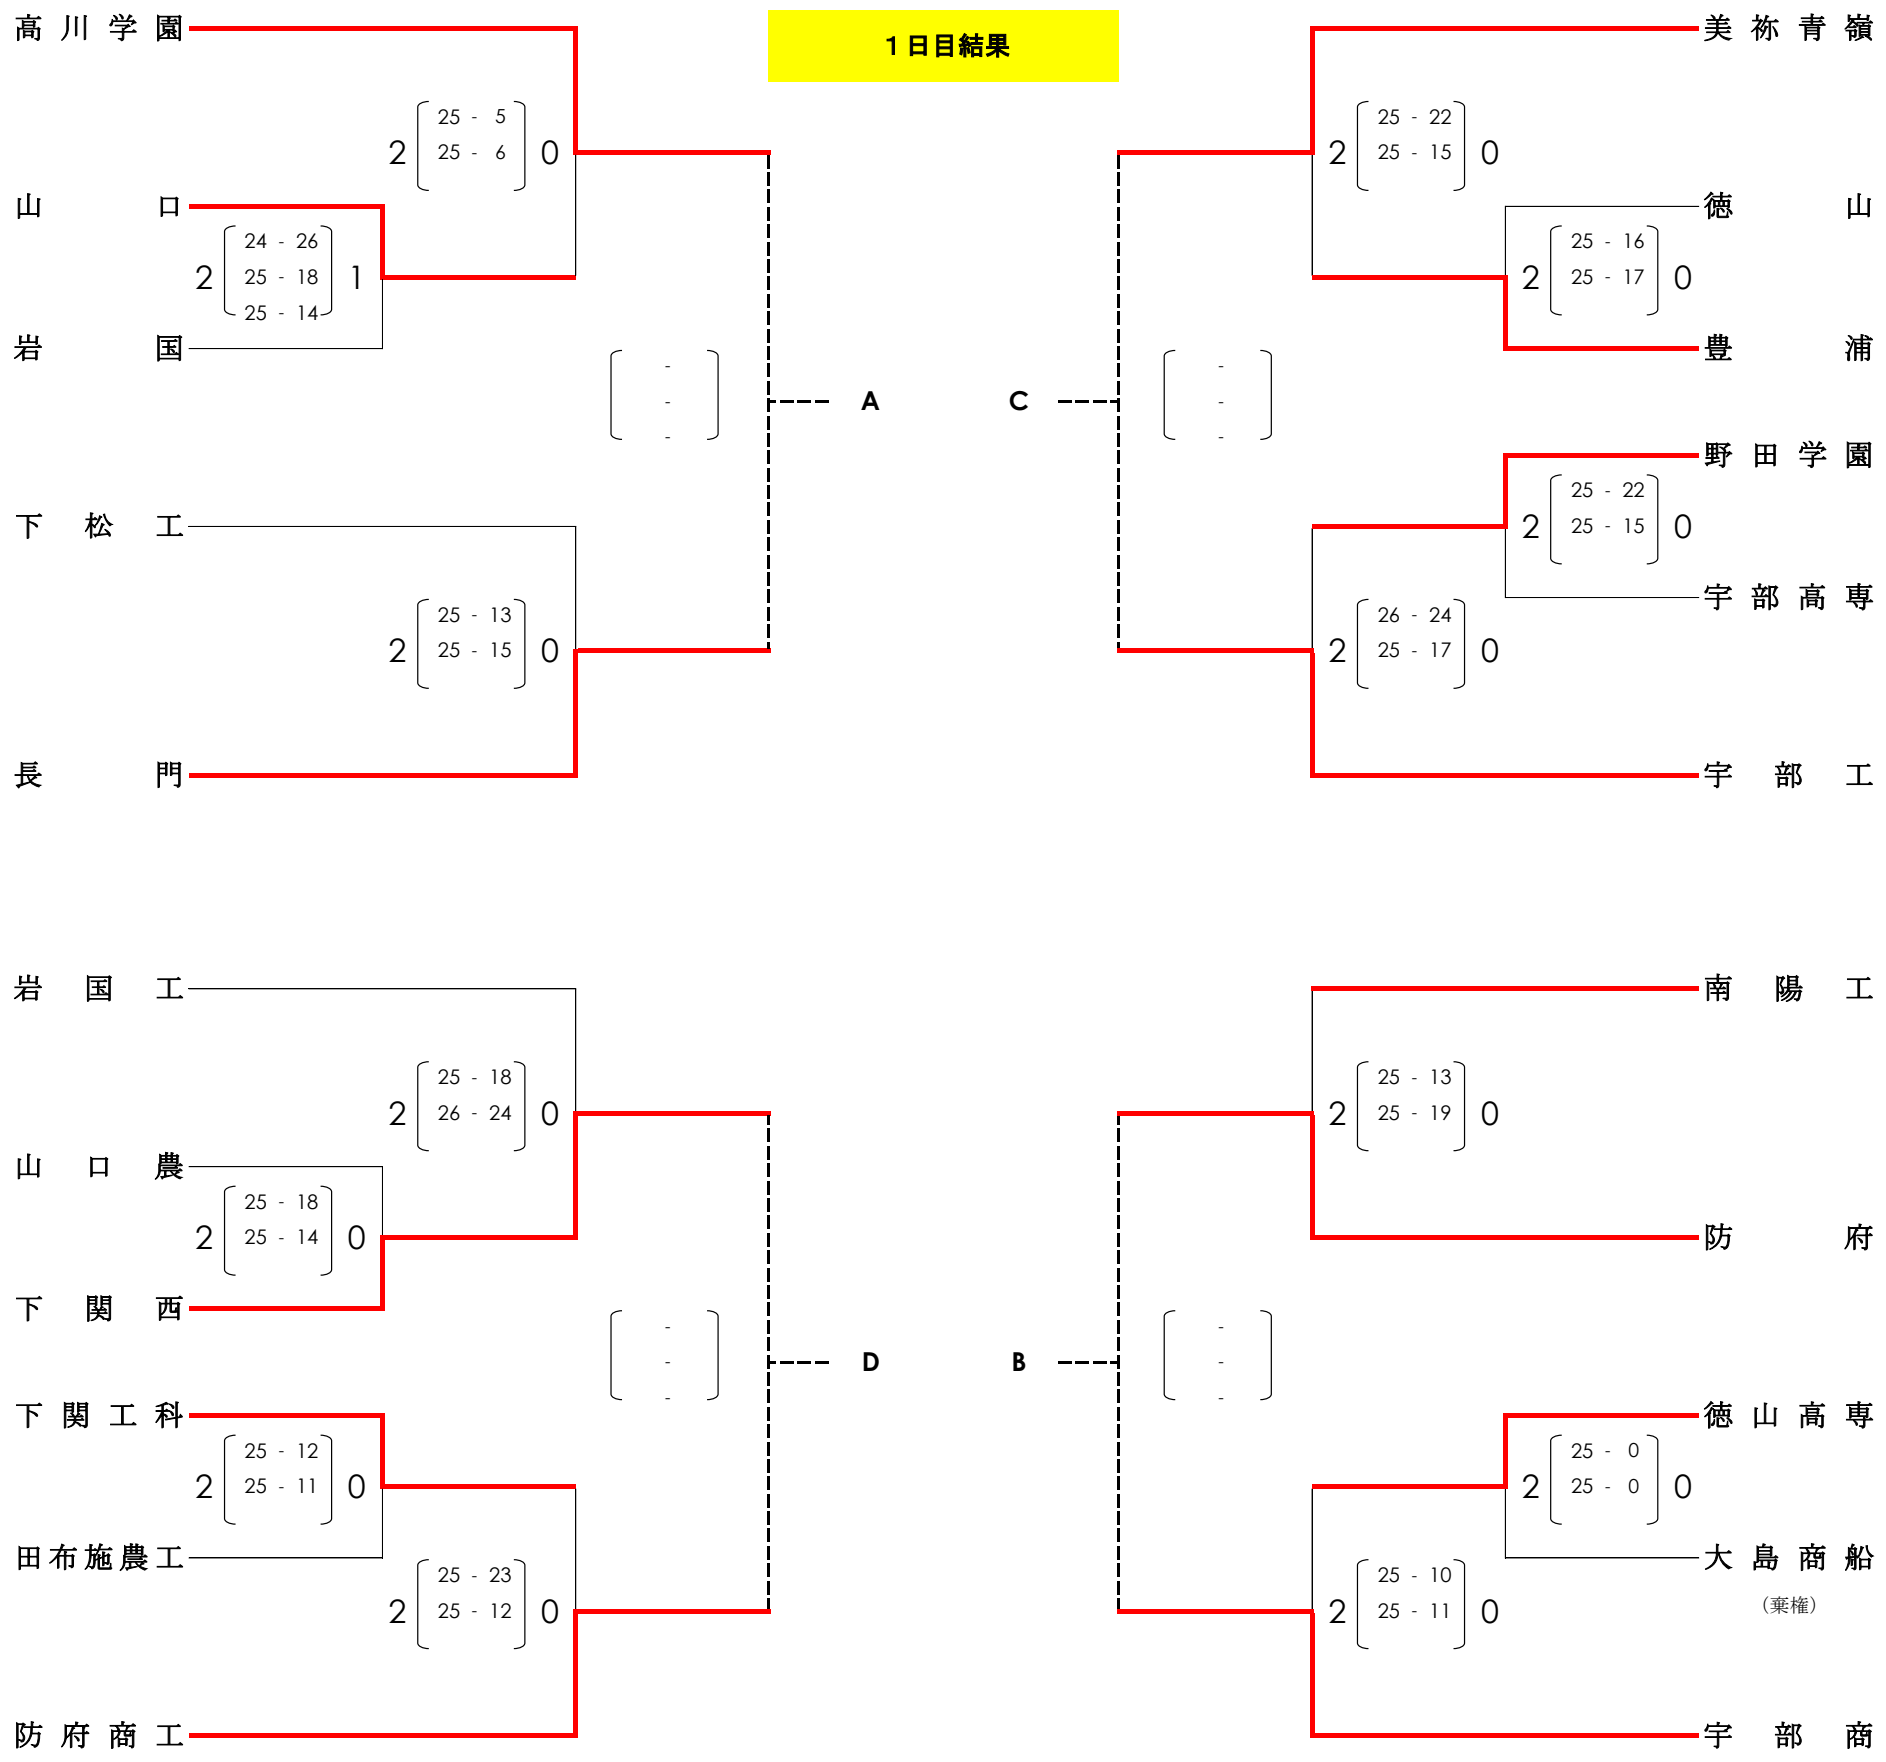 1日目結果
高川学園
2 25 - 5 0
25 - 6
山口
2 24 - 26 1
25 - 18
25 - 14
岩国
- 
- 
- 
A
下松工
2 25 - 13 0
25 - 15
長門
美祢青嶺
2 25 - 22 0
25 - 15
徳山
2 25 - 16 0
25 - 17
豊浦
- 
- 
- 
C
野田学園
2 25 - 22 0
25 - 15
宇部高専
2 26 - 24 0
25 - 17
宇部工
岩国工
2 25 - 18 0
26 - 24
山口農
2 25 - 18 0
25 - 14
下関西
- 
- 
- 
D
下関工科
2 25 - 12 0
25 - 11
田布施農工
2 25 - 23 0
25 - 12
防府商工
南陽工
2 25 - 13 0
25 - 19
防府
- 
- 
- 
B
徳山高専
2 25 - 0 0
25 - 0
大島商船
（棄権）
2 25 - 10 0
25 - 11
宇部商